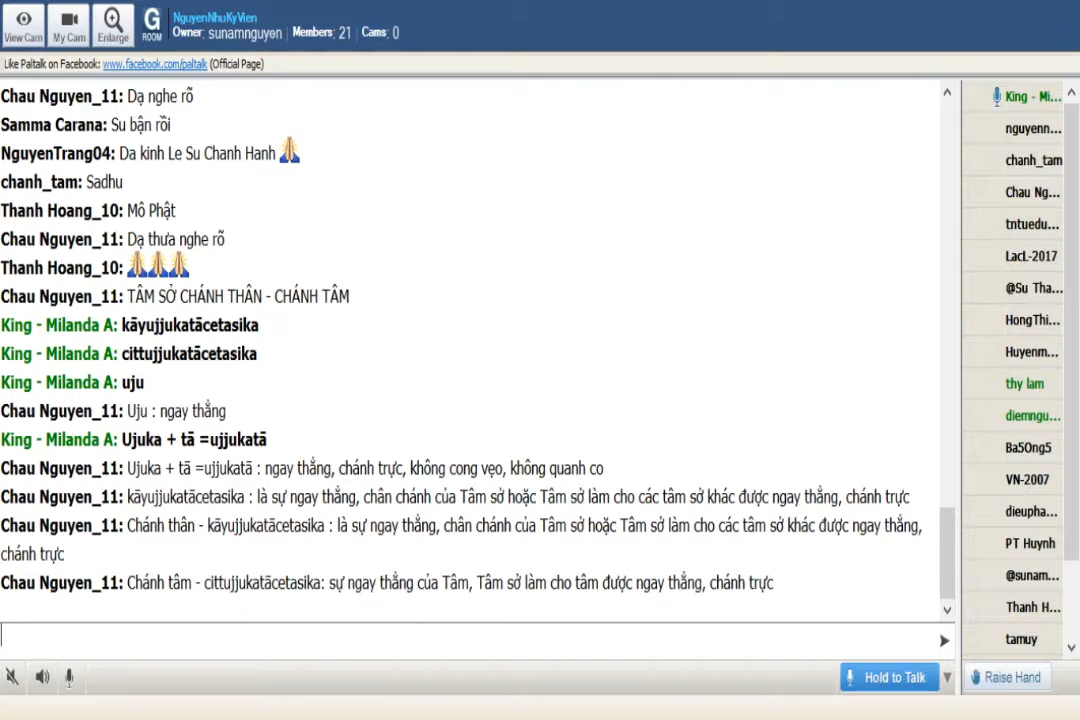 View Cam
My Cam
Enlarge
G
ROOM
NguyenNhuKyVien
Owner: sunamnguyen | Members: 21 | Cams: 0
Like Paltalk on Facebook: www.facebook.com/paltalk (Official Page)
Chau Nguyen_11: Dạ nghe rõ
Samma Carana: Su bận rồi
NguyenTrang04: Da kinh Le Su Chanh Hanh
chanh_tam: Sadhu
Thanh Hoang_10: Mô Phật
Chau Nguyen_11: Dạ thưa nghe rõ
Thanh Hoang_10:
Chau Nguyen_11: TÂM SỞ CHÁNH THÂN - CHÁNH TÂM
King - Milanda A: kāyujjukatācetasika
King - Milanda A: cittujjukatācetasika
King - Milanda A: uju
Chau Nguyen_11: Uju : ngay thẳng
King - Milanda A: Ujuka + tā =ujjukatā
Chau Nguyen_11: Ujuka + tā =ujjukatā : ngay thẳng, chánh trực, không cong vẹo, không quanh co
Chau Nguyen_11: kāyujjukatācetasika : là sự ngay thẳng, chân chánh của Tâm sở hoặc Tâm sở làm cho các tâm sở khác được ngay thẳng, chánh trực
Chau Nguyen_11: Chánh thân - kāyujjukatācetasika : là sự ngay thẳng, chân chánh của Tâm sở hoặc Tâm sở làm cho các tâm sở khác được ngay thẳng,
chánh trực
Chau Nguyen_11: Chánh tâm - cittujjukatācetasika: sự ngay thẳng của Tâm, Tâm sở làm cho tâm được ngay thẳng, chánh trực
King - Mi...
nguyenn...
chanh_tam
Chau Ng...
tntuedu...
LacL-2017
@Su Tha...
HongThi...
Huyenm...
thy lam
diemngu...
Ba5Ong5
VN-2007
dieupha...
PT Huynh
@sunam...
Thanh H...
tamuy
Hold to Talk
Raise Hand